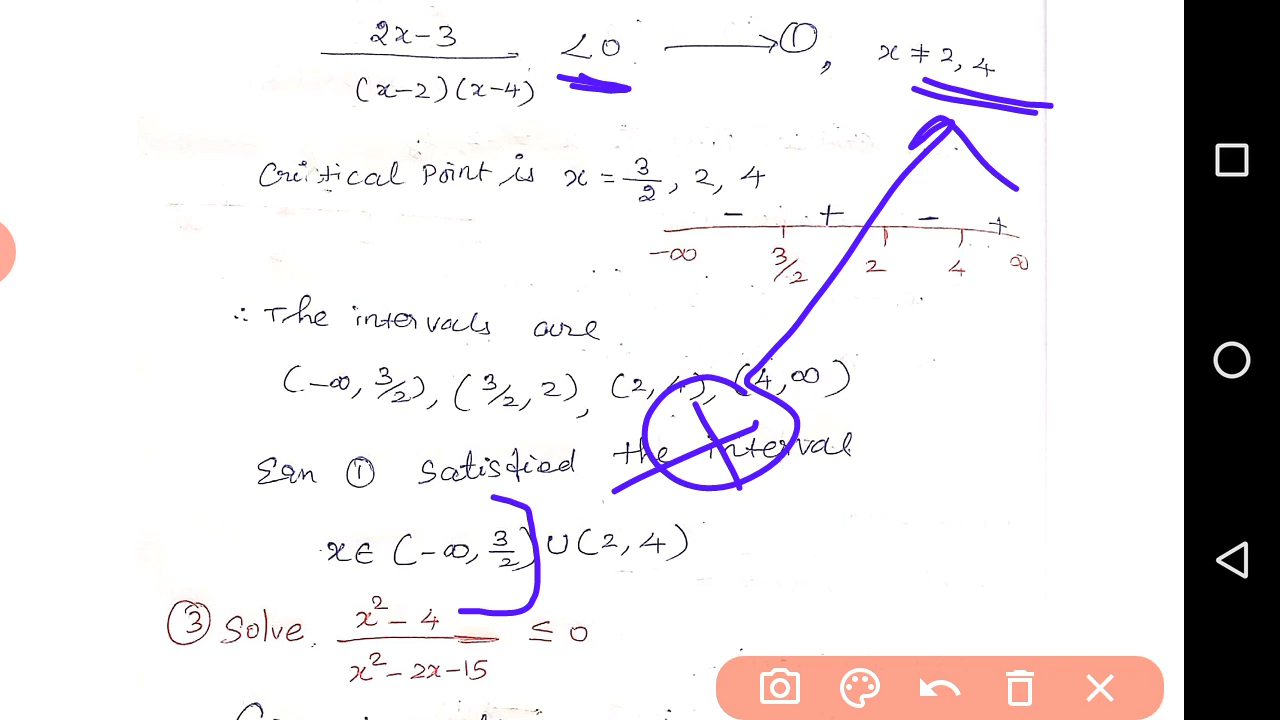 2x-3
(x-2)(x-4) <0 → ①, x ≠ 2, 4
Critical Point is x = 3/2, 2, 4
- + - +
-∞ 3/2 2 4 ∞
∴ The intervals are
(-∞, 3/2), (3/2, 2), (2, 4), (4, ∞)
Eqn ① satisfied the interval
x ∈ (-∞, 3/2) ∪ (2, 4)
③ Solve. x² - 4
x² - 2x - 15 ≤ 0